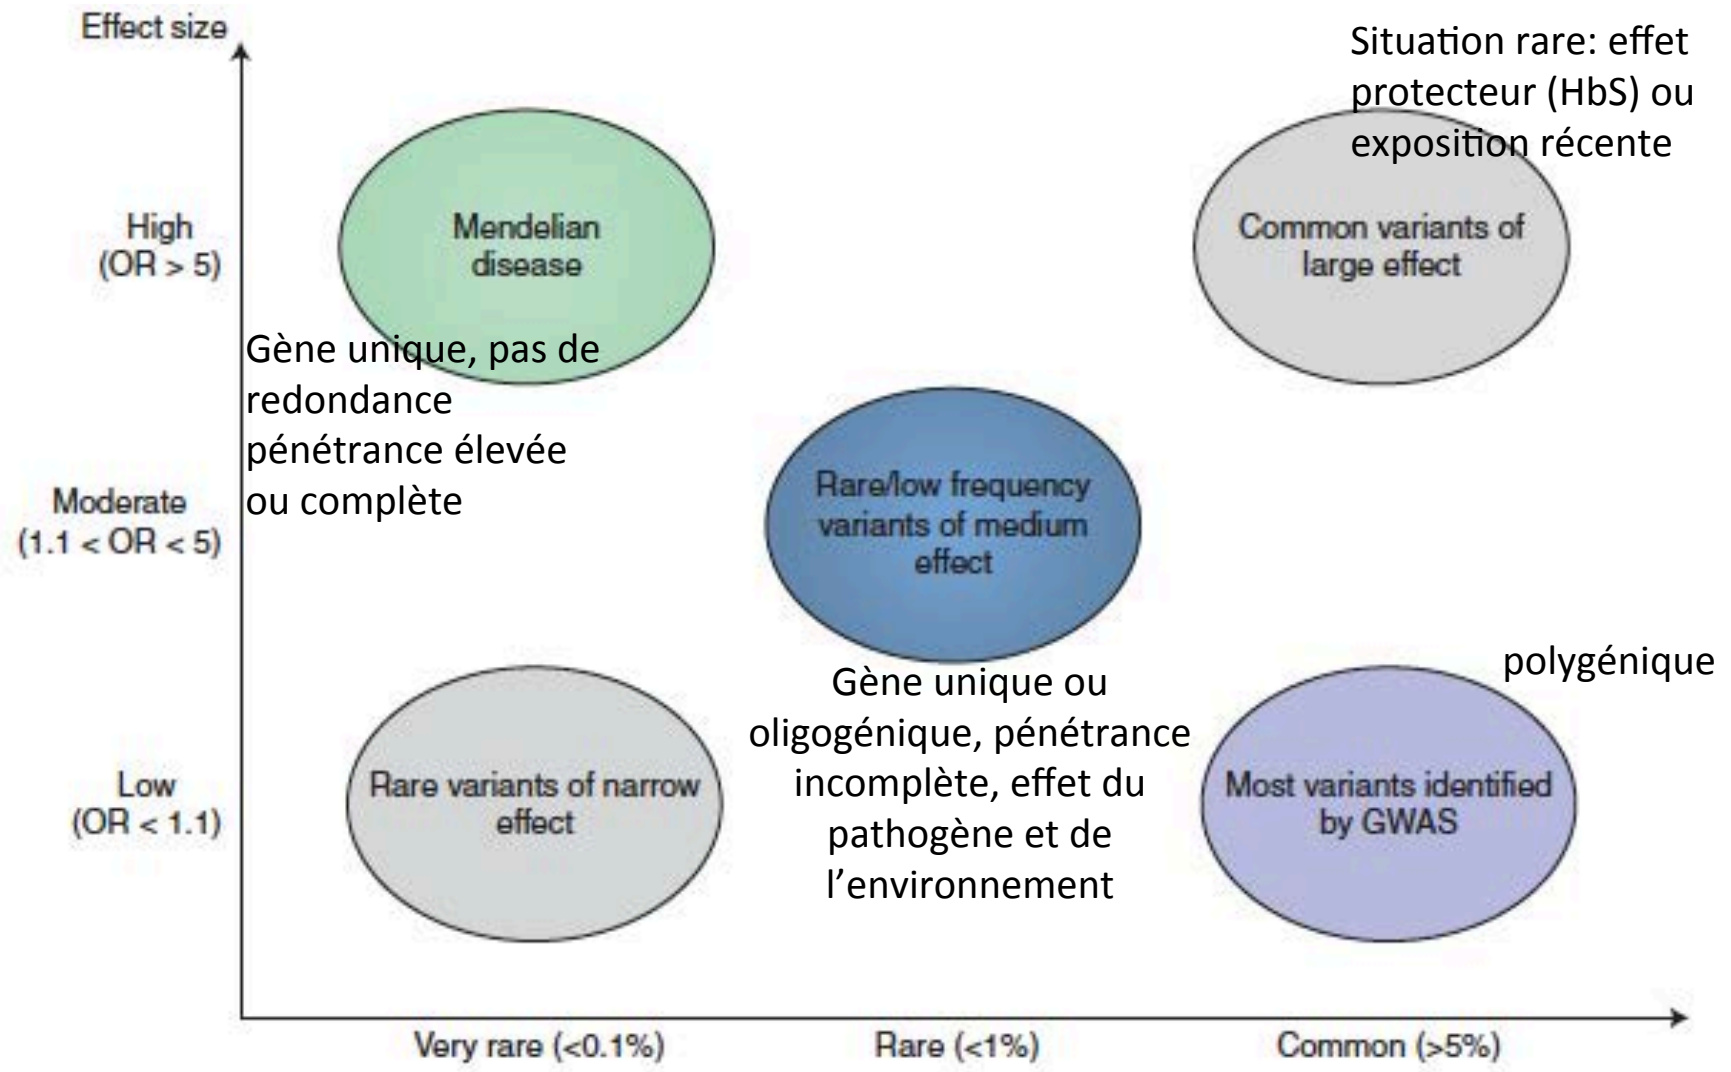 Effect size
Situation rare: effet
protecteur (HbS) ou
exposition récente
High
(OR > 5)
Mendelian
disease
Common variants of
large effect
Gène unique, pas de
redondance
pénétrance élevée
ou complète
Moderate
(1.1 < OR < 5)
Rare/low frequency
variants of medium
effect
polygénique
Gène unique ou
oligogénique, pénétrance
incomplète, effet du
pathogène et de
l’environnement
Low
(OR < 1.1)
Rare variants of narrow
effect
Most variants identified
by GWAS
Very rare (<0.1%)
Rare (<1%)
Common (>5%)